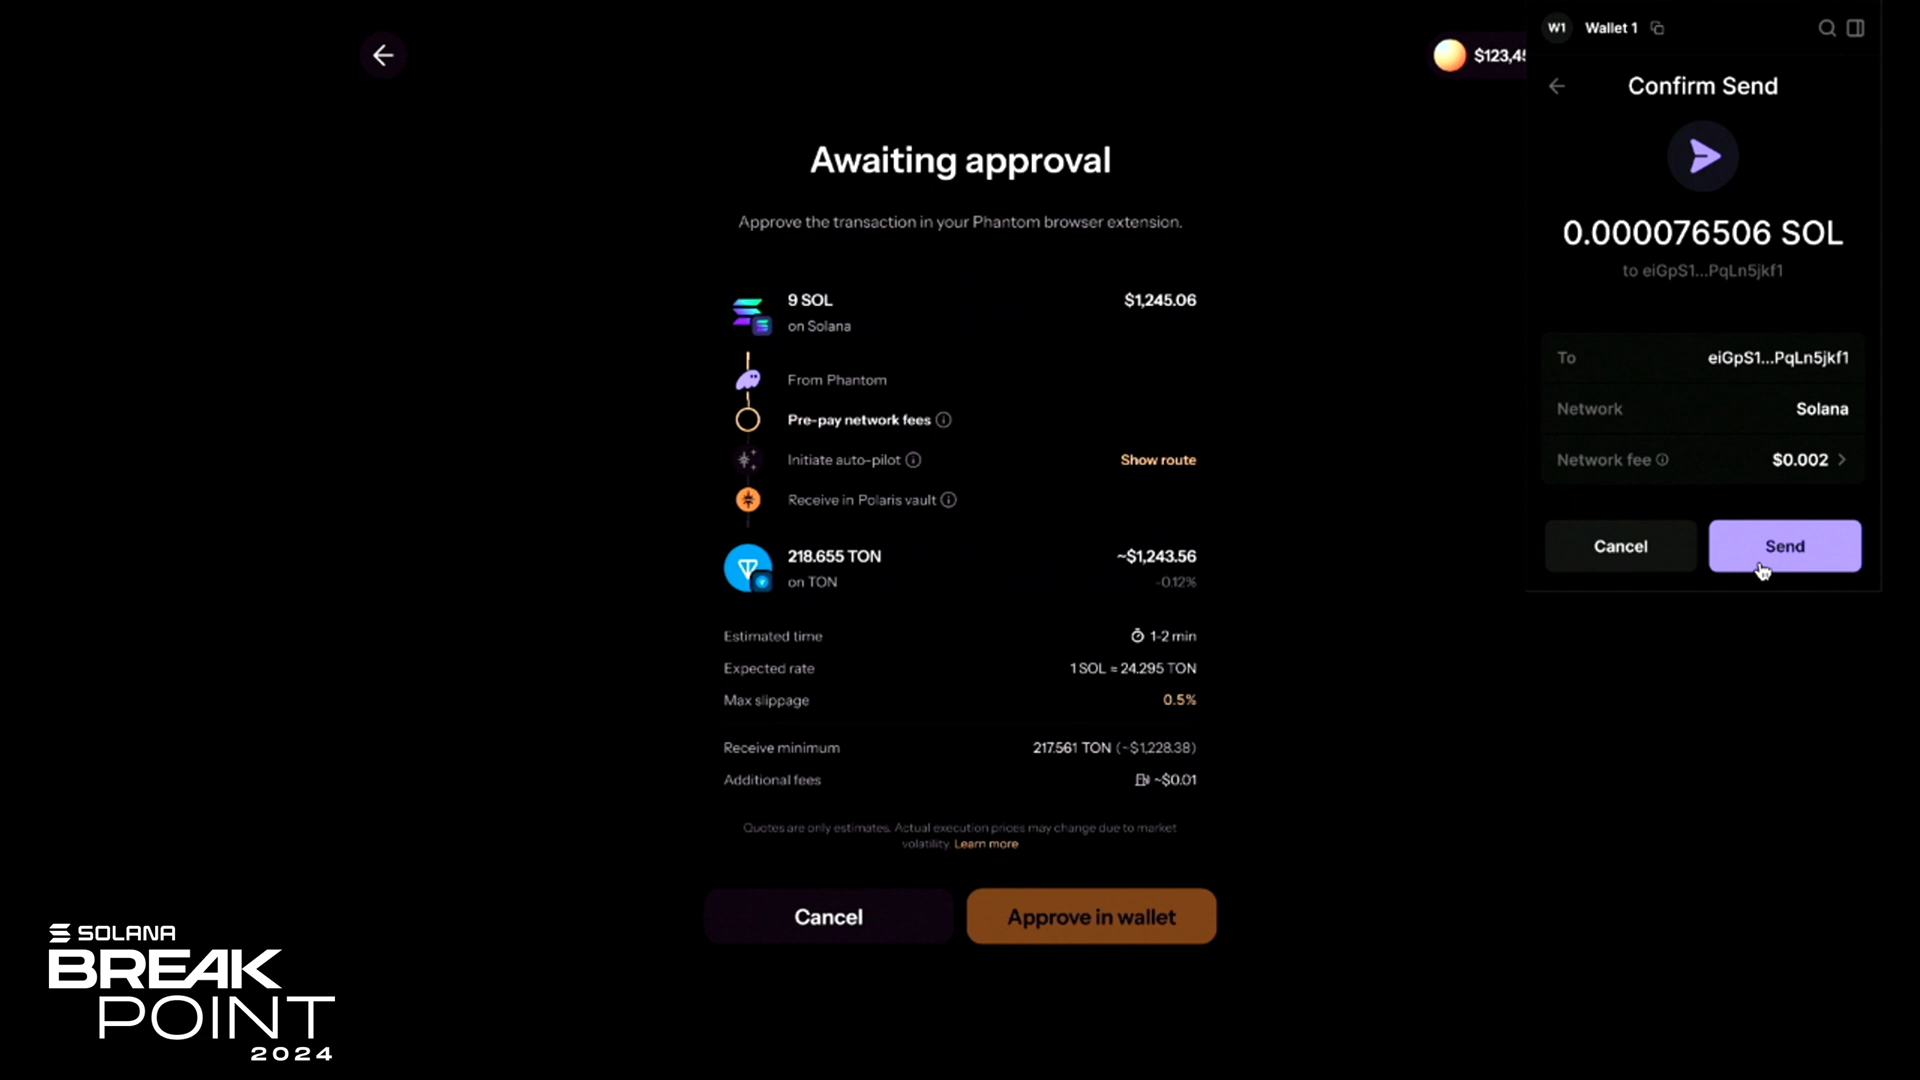 $123,45
Awaiting approval
Approve the transaction in your Phantom browser extension.
9 SOL $1,245.06
on Solana
From Phantom
Pre-pay network fees
Initiate auto-pilot Show route
Receive in Polaris vault
218.655 TON ~$1,243.56
on TON -0.12%
Estimated time 1-2 min
Expected rate 1 SOL = 24.295 TON
Max slippage 0.5%
Receive minimum 217.561 TON (~$1,228.38)
Additional fees ~$0.01
Quotes are only estimates. Actual execution prices may change due to market
volatility. Learn more
Cancel Approve in wallet
W1 Wallet 1
Confirm Send
0.000076506 SOL
to eiGpS1...PqLn5jkf1
To eiGpS1...PqLn5jkf1
Network Solana
Network fee $0.002
Cancel Send
SOLANA
BREAK
POINT
2024